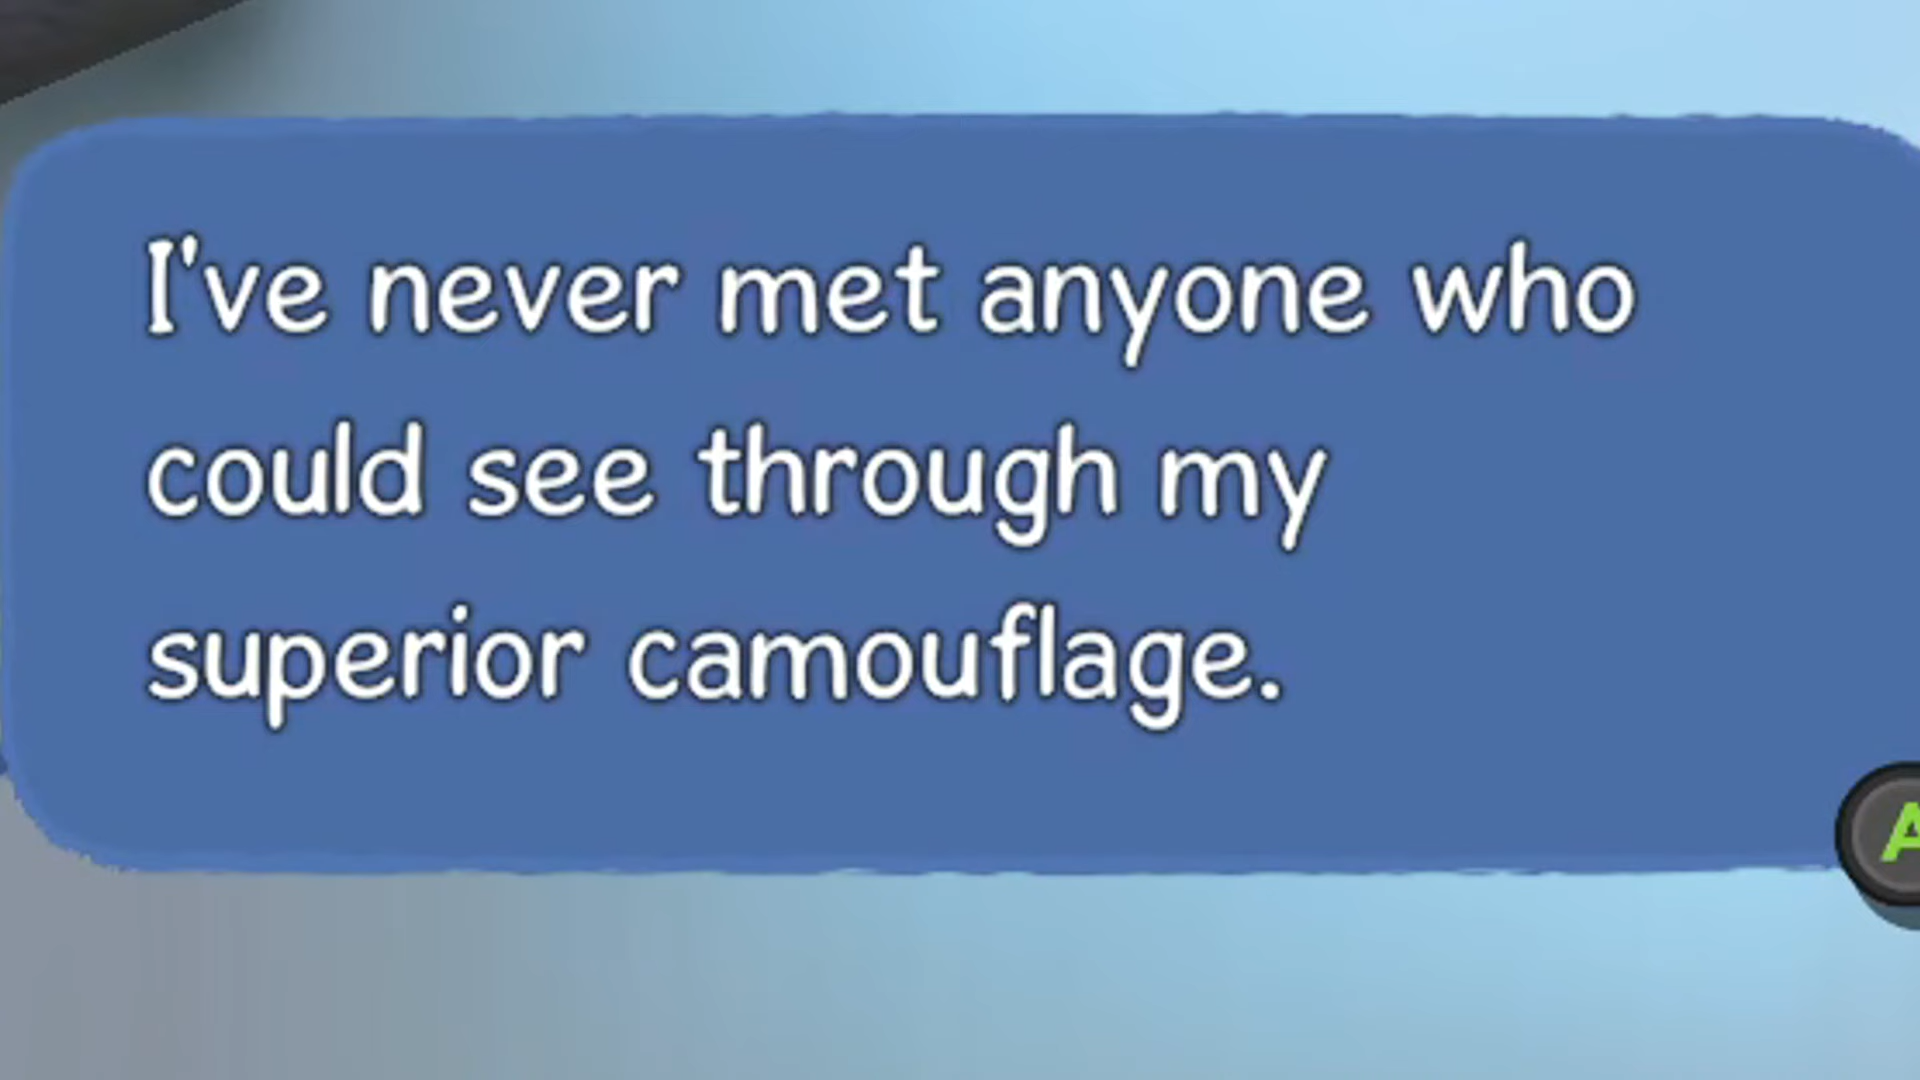 I've never met anyone who
could see through my
superior camouflage.
A